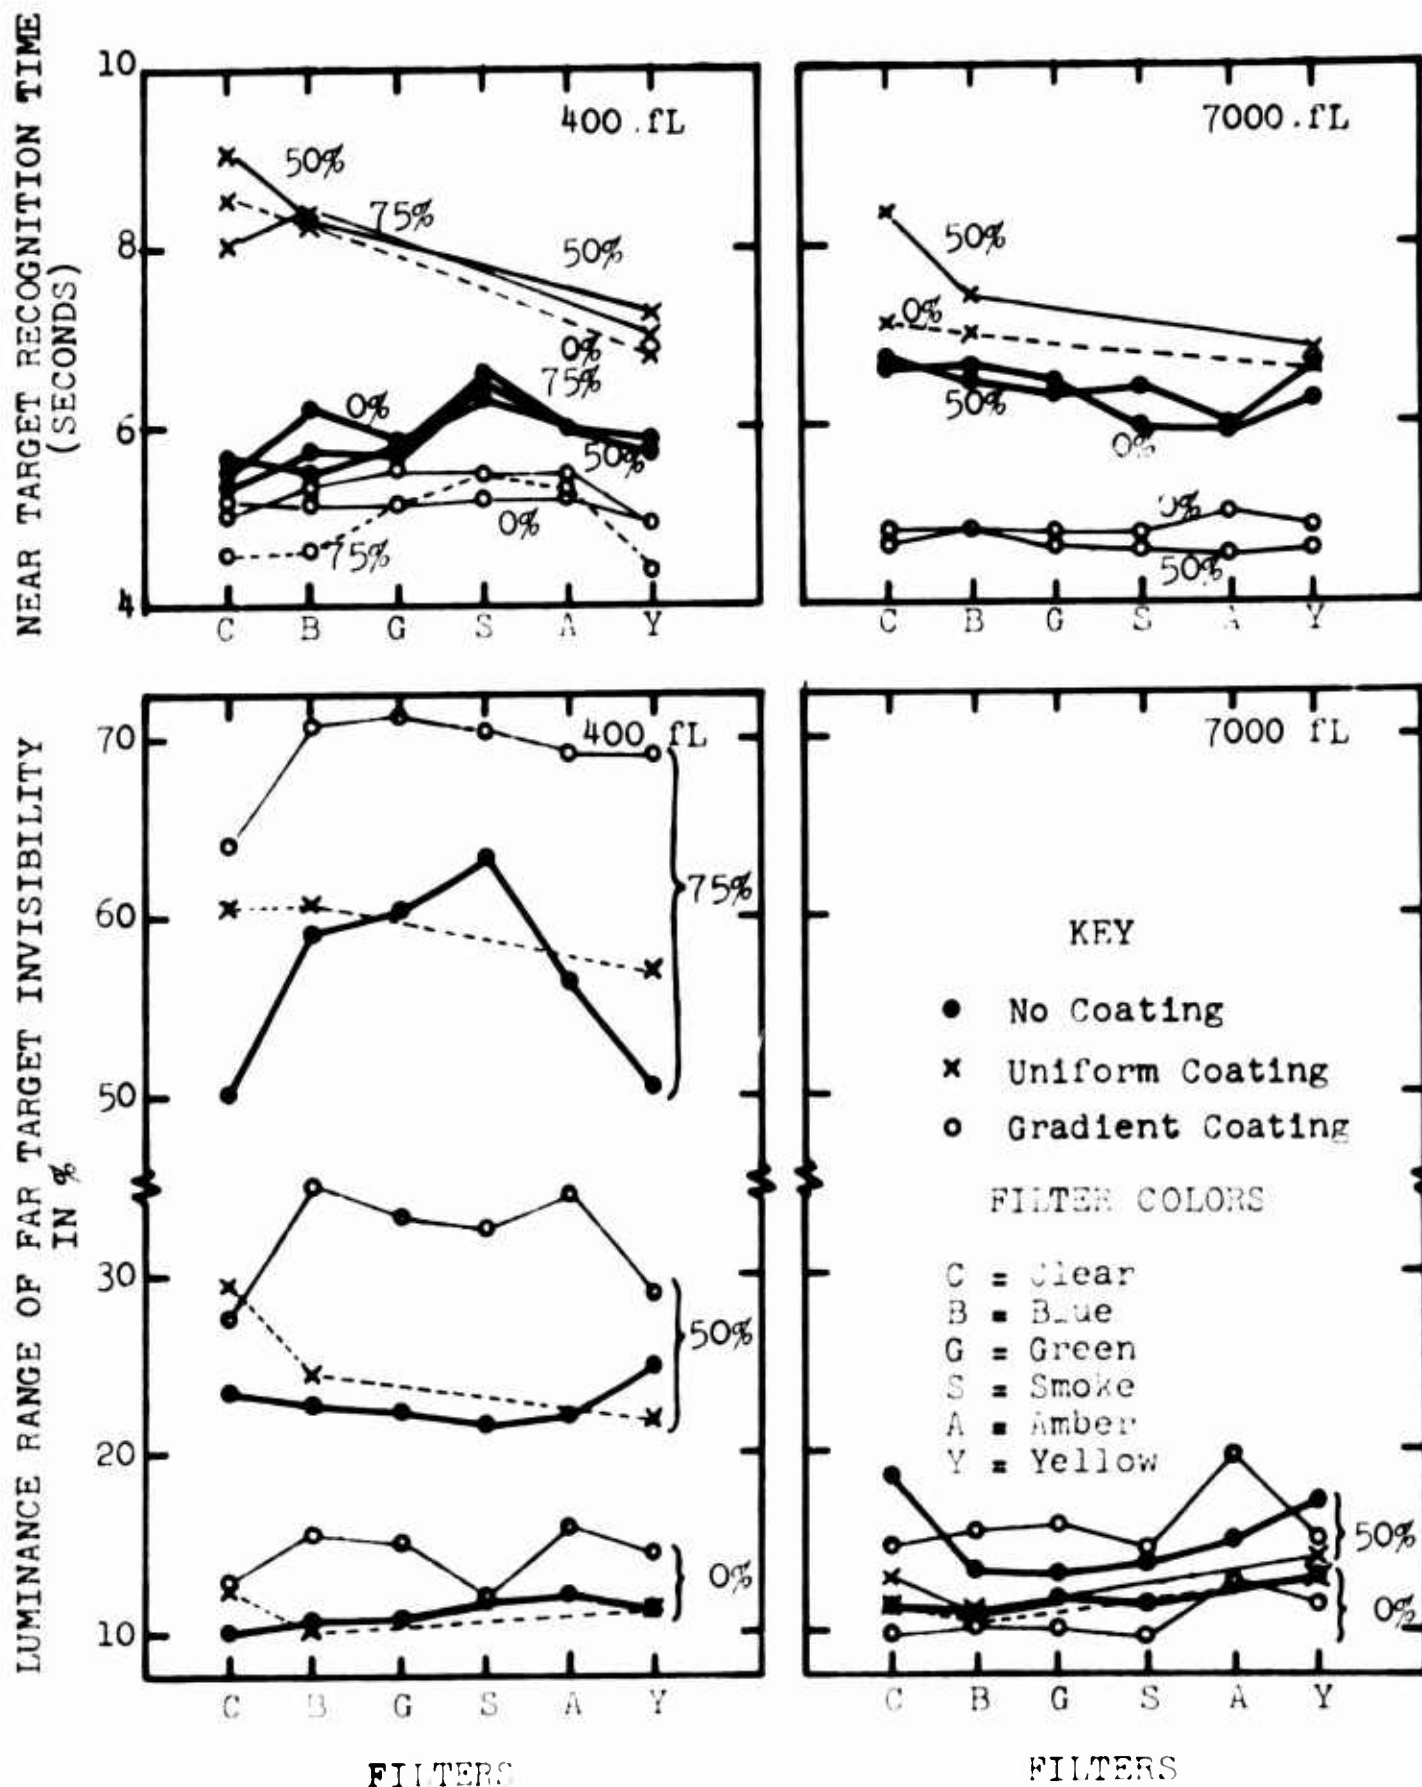 NEAR TARGET RECOGNITION TIME
(SECONDS)
10
8
6
4
400 .fL
50%
75%
50%
0%
75%
0%
50%
0%
75%
C B G S A Y
7000 .fL
50%
0%
50%
0%
50%
C B G S Y
LUMINANCE RANGE OF FAR TARGET INVISIBILITY
IN %
70
60
50
30
20
10
400 fL
75%
50%
0%
C B G S A Y
FILTERS
7000 fL
KEY
No Coating
Uniform Coating
Gradient Coating
FILTER COLORS
C = Clear
B = Blue
G = Green
S = Smoke
A = Amber
Y = Yellow
50%
0%
C B G S A Y
FILTERS